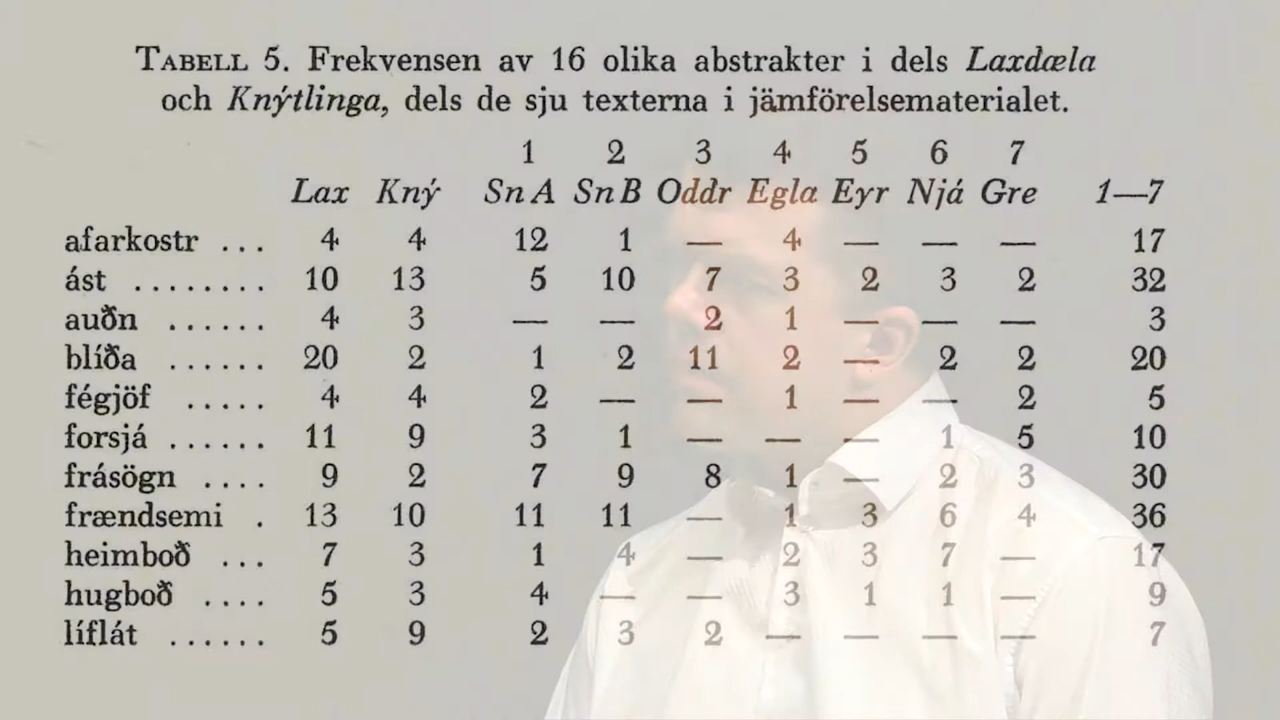 TABELL 5. Frekvensen av 16 olika abstrakter i dels Laxdæla
och Knýtlinga, dels de sju texterna i jämförelsematerialet.
1 2 3 4 5 6 7
Lax Kný Sn A Sn B Oddr Egla Eyr Njá Gre 1—7
afarkostr ... 4 4 12 1 — 4 — — — 17
ást ........ 10 13 5 10 7 3 2 3 2 32
auðn ...... 4 3 — — 2 1 — — — 3
blíða ...... 20 2 1 2 11 2 — 2 2 20
fégjöf ..... 4 4 2 — — 1 — — 2 5
forsjá ...... 11 9 3 1 — — — 1 5 10
frásögn .... 9 2 7 9 8 1 — 2 3 30
frændsemi . 13 10 11 11 — 1 3 6 4 36
heimboð ... 7 3 1 4 — 2 3 7 — 17
hugboð .... 5 3 4 — — 3 1 1 — 9
líflát ...... 5 9 2 3 2 — — — — 7